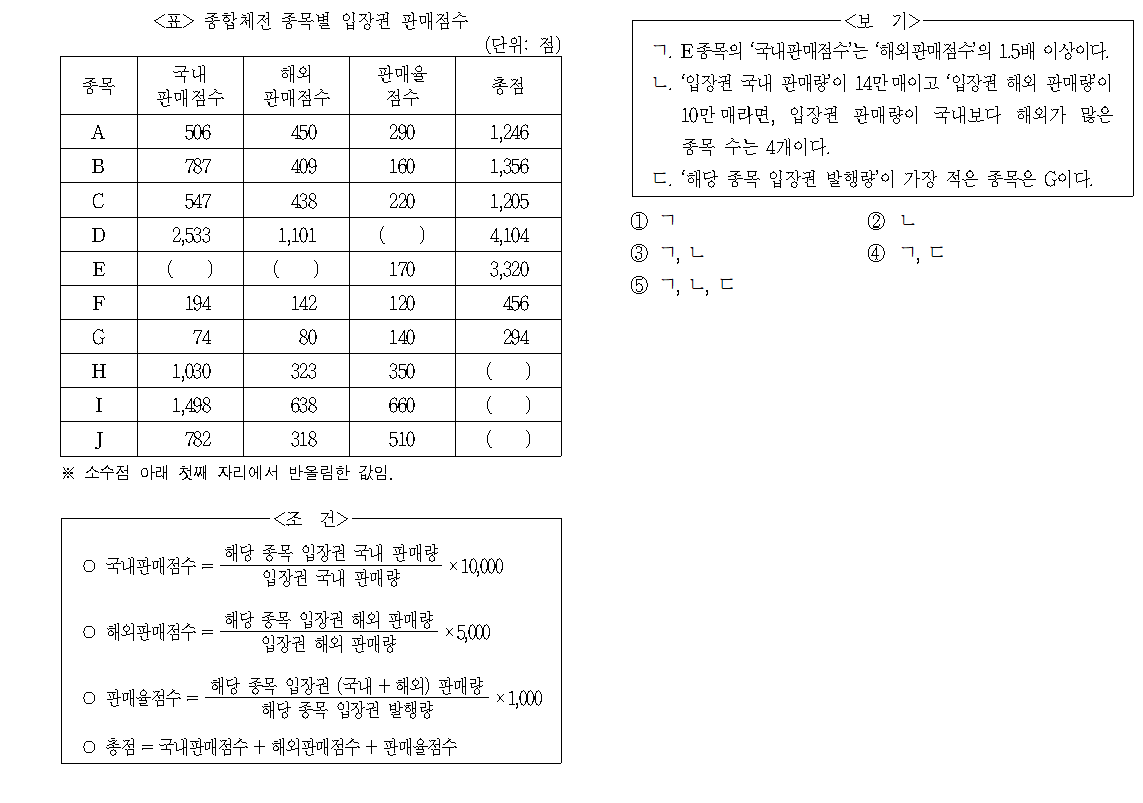 <표> 종합체전 종목별 입장권 판매점수
(단위: 점)
종목 국내 판매점수 해외 판매점수 판매율 점수 총점
A 506 450 290 1,246
B 787 409 160 1,356
C 547 438 220 1,205
D 2,533 1,101 ( ) 4,104
E ( ) ( ) 170 3,320
F 194 142 120 456
G 74 80 140 294
H 1,030 323 350 ( )
I 1,498 638 660 ( )
J 782 318 510 ( )
※ 소수점 아래 첫째 자리에서 반올림한 값임.
<조 건>
○ 국내판매점수 = 해당 종목 입장권 국내 판매량 / 입장권 국내 판매량 ×10,000
○ 해외판매점수 = 해당 종목 입장권 해외 판매량 / 입장권 해외 판매량 ×5,000
○ 판매율점수 = 해당 종목 입장권 (국내 + 해외) 판매량 / 해당 종목 입장권 발행량 ×1,000
○ 총점 = 국내판매점수 + 해외판매점수 + 판매율점수
<보 기>
ㄱ. E종목의 ‘국내판매점수’는 ‘해외판매점수’의 1.5배 이상이다.
ㄴ. ‘입장권 국내 판매량’이 14만 매이고 ‘입장권 해외 판매량’이
10만 매라면, 입장권 판매량이 국내보다 해외가 많은
종목 수는 4개이다.
ㄷ. ‘해당 종목 입장권 발행량’이 가장 적은 종목은 G이다.
① ㄱ ② ㄴ
③ ㄱ, ㄴ ④ ㄱ, ㄷ
⑤ ㄱ, ㄴ, ㄷ